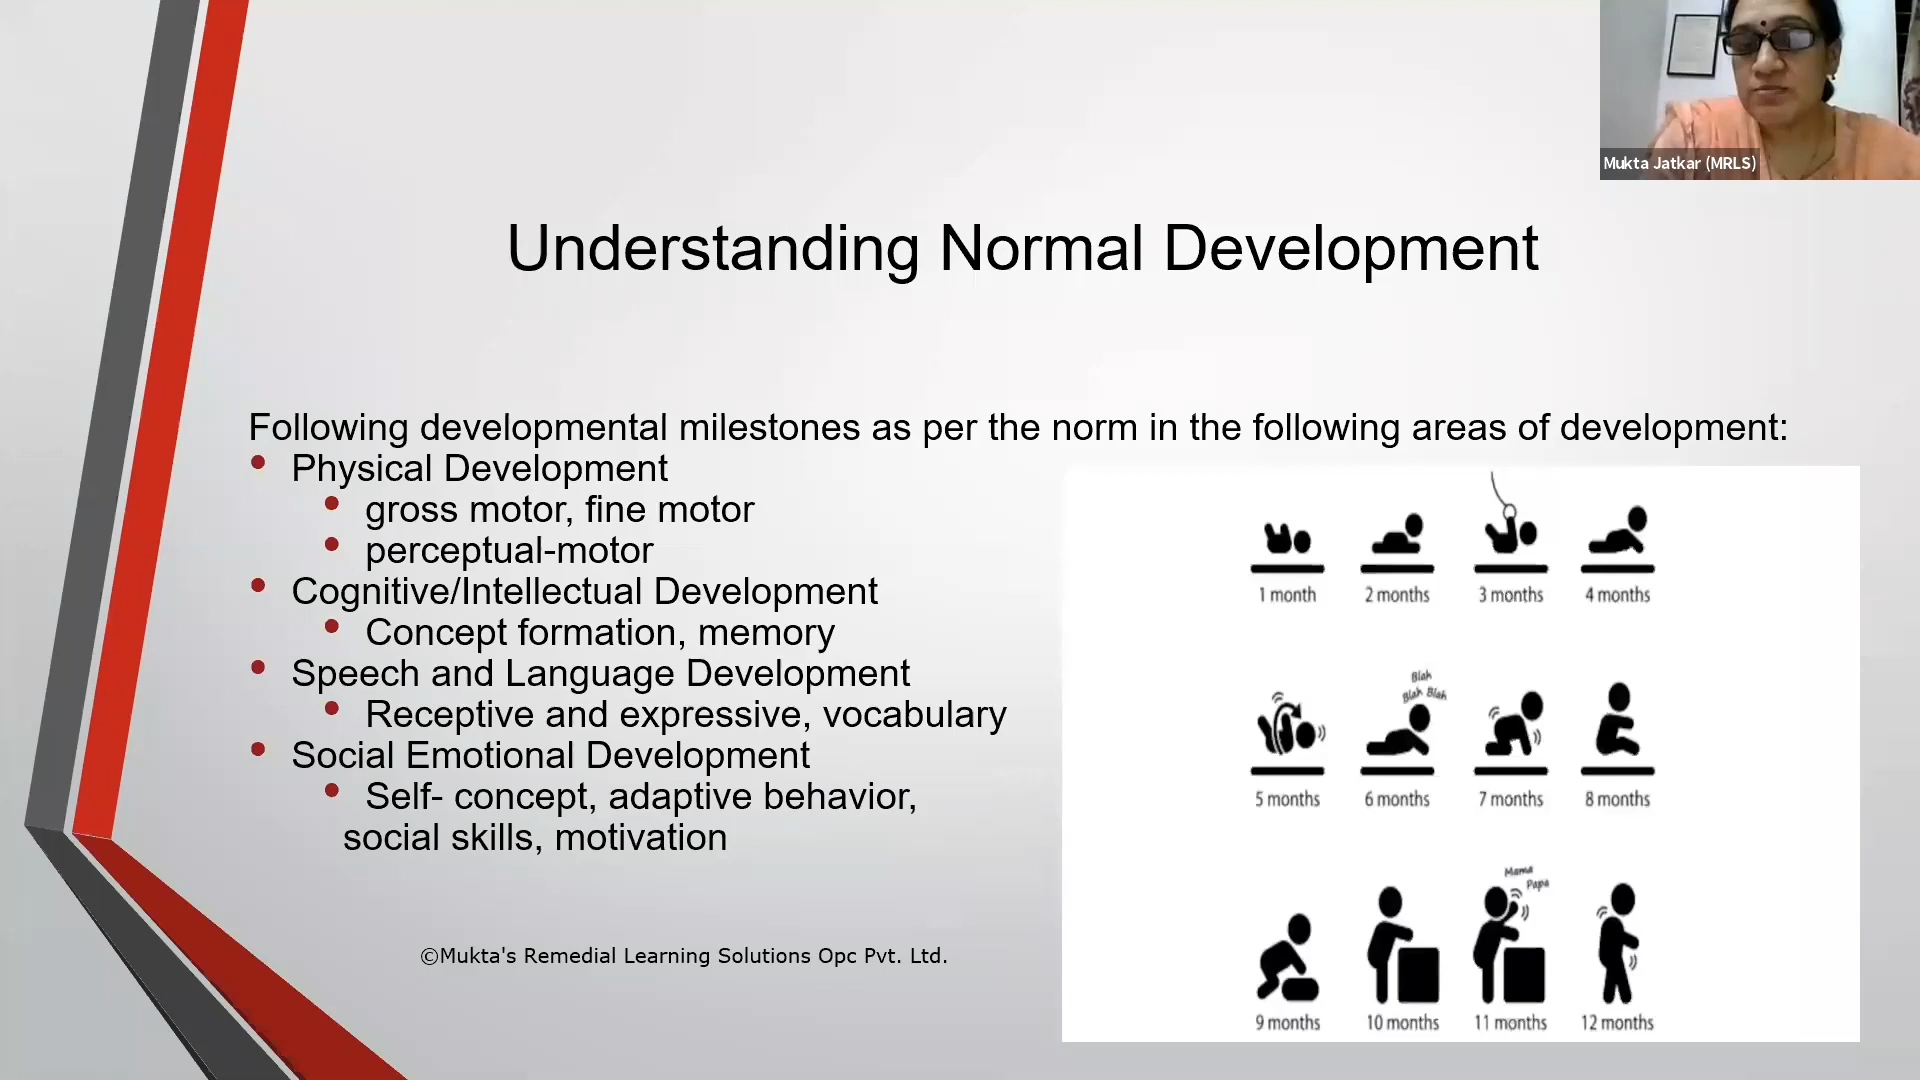 Mukta Jatkar (MRLS)
Understanding Normal Development
Following developmental milestones as per the norm in the following areas of development:
• Physical Development
• gross motor, fine motor
• perceptual-motor
• Cognitive/Intellectual Development
• Concept formation, memory
• Speech and Language Development
• Receptive and expressive, vocabulary
• Social Emotional Development
• Self- concept, adaptive behavior,
social skills, motivation
©Mukta's Remedial Learning Solutions Opc Pvt. Ltd.
1 month 2 months 3 months 4 months
Blah
Blah Blah
5 months 6 months 7 months 8 months
Mama
Papa
9 months 10 months 11 months 12 months